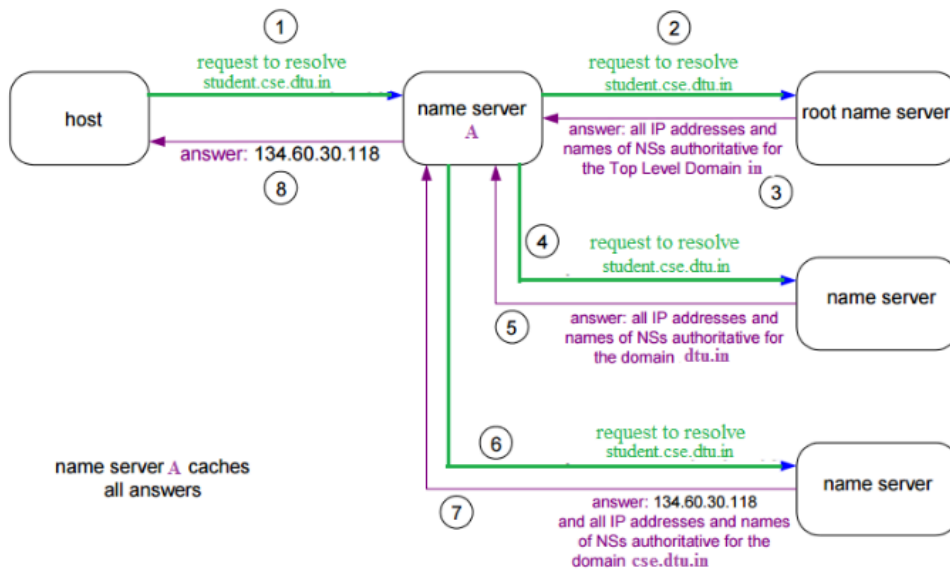 1
request to resolve
student.cse.dtu.in
2
request to resolve
student.cse.dtu.in
host
name server
A
root name server
answer: 134.60.30.118
8
answer: all IP addresses and
names of NSs authoritative for
the Top Level Domain in
3
4
request to resolve
student.cse.dtu.in
name server
5
answer: all IP addresses and
names of NSs authoritative for
the domain dtu.in
6
request to resolve
student.cse.dtu.in
name server A caches
all answers
name server
7
answer: 134.60.30.118
and all IP addresses and names
of NSs authoritative for the
domain cse.dtu.in